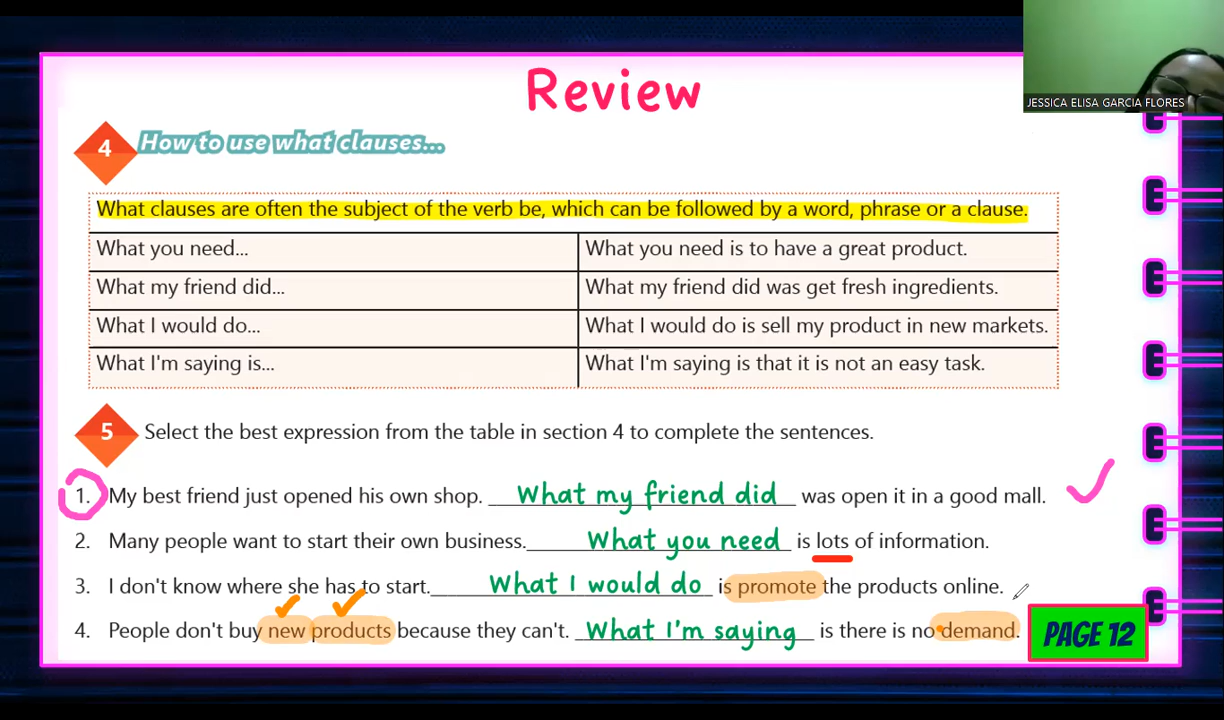 Review
JESSICA ELISA GARCIA FLORES
4 How to use what clauses...
What clauses are often the subject of the verb be, which can be followed by a word, phrase or a clause.
What you need... What you need is to have a great product.
What my friend did... What my friend did was get fresh ingredients.
What I would do... What I would do is sell my product in new markets.
What I'm saying is... What I'm saying is that it is not an easy task.
5 Select the best expression from the table in section 4 to complete the sentences.
1. My best friend just opened his own shop. What my friend did was open it in a good mall.
2. Many people want to start their own business. What you need is lots of information.
3. I don't know where she has to start. What I would do is promote the products online.
4. People don't buy new products because they can't. What I'm saying is there is no demand.
PAGE 12